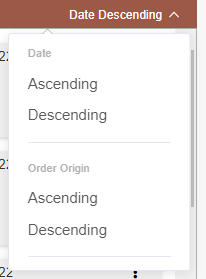 Date Descending
Date
Ascending
Descending
Order Origin
Ascending
Descending